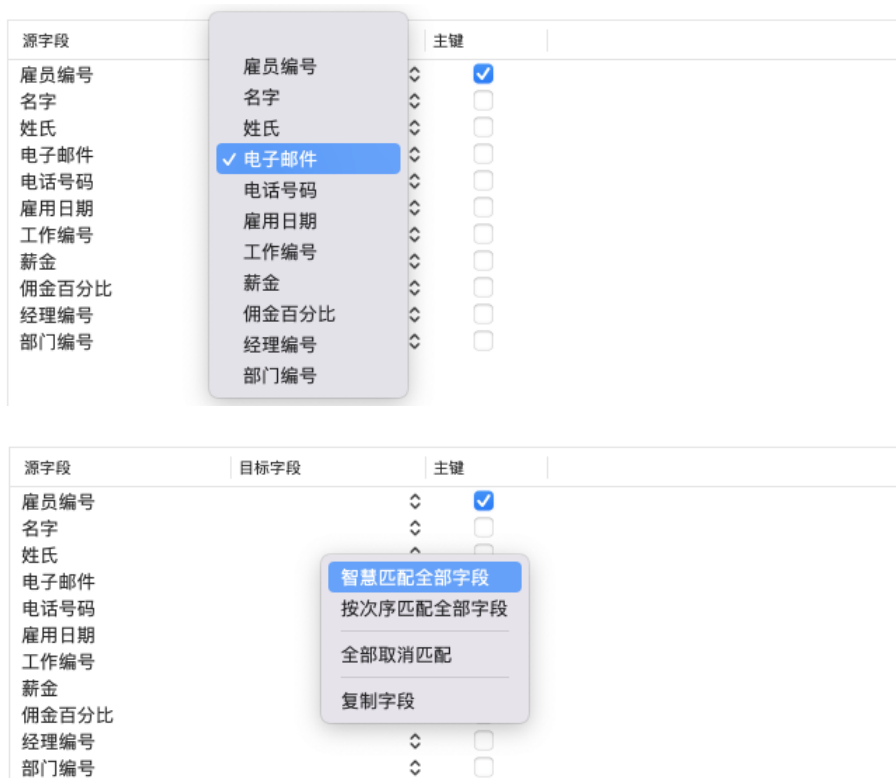 源字段 主键
雇员编号
名字
姓氏
电子邮件
电话号码
雇用日期
工作编号
薪金
佣金百分比
经理编号
部门编号
雇员编号
名字
姓氏
电子邮件
电话号码
雇用日期
工作编号
薪金
佣金百分比
经理编号
部门编号
源字段 目标字段 主键
雇员编号
名字
姓氏
电子邮件
电话号码
雇用日期
工作编号
薪金
佣金百分比
经理编号
部门编号
智慧匹配全部字段
按次序匹配全部字段
全部取消匹配
复制字段